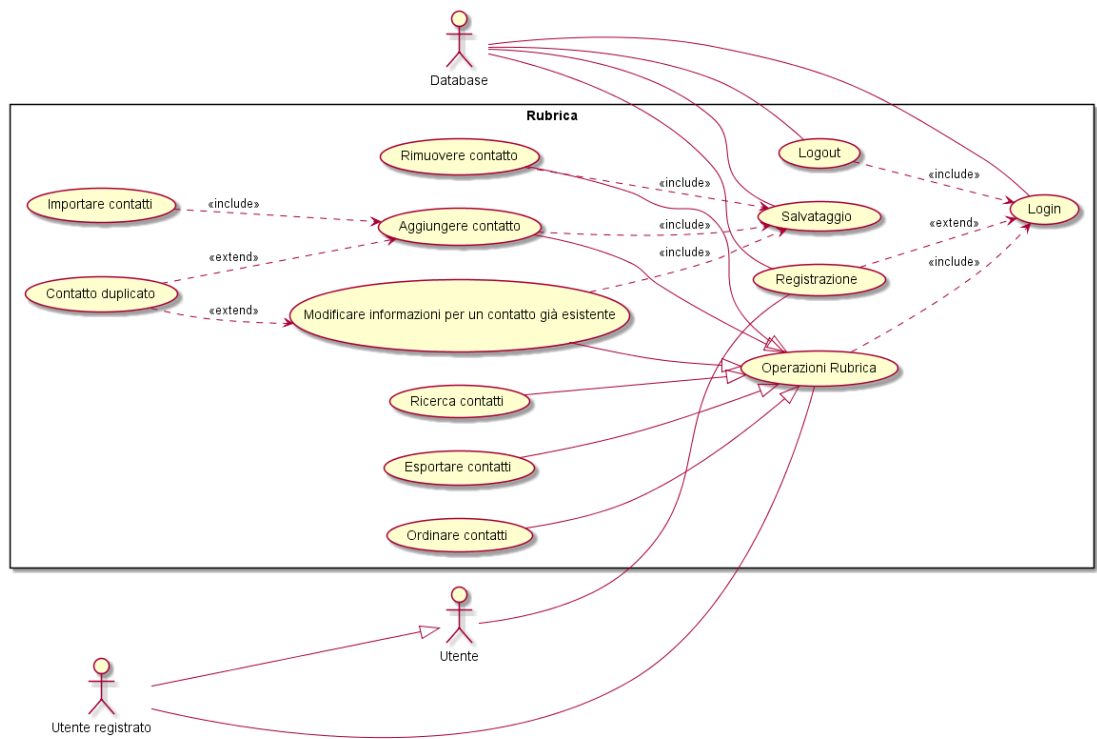 Database
Rubrica
Rimuovere contatto
Logout
«include»
«include»
Importare contatti
«include»
Aggiungere contatto
«include»
Salvataggio
Login
«extend»
«include»
«extend»
Registrazione
«include»
Contatto duplicato
«extend»
Modificare informazioni per un contatto già esistente
Operazioni Rubrica
Ricerca contatti
Esportare contatti
Ordinare contatti
Utente
Utente registrato